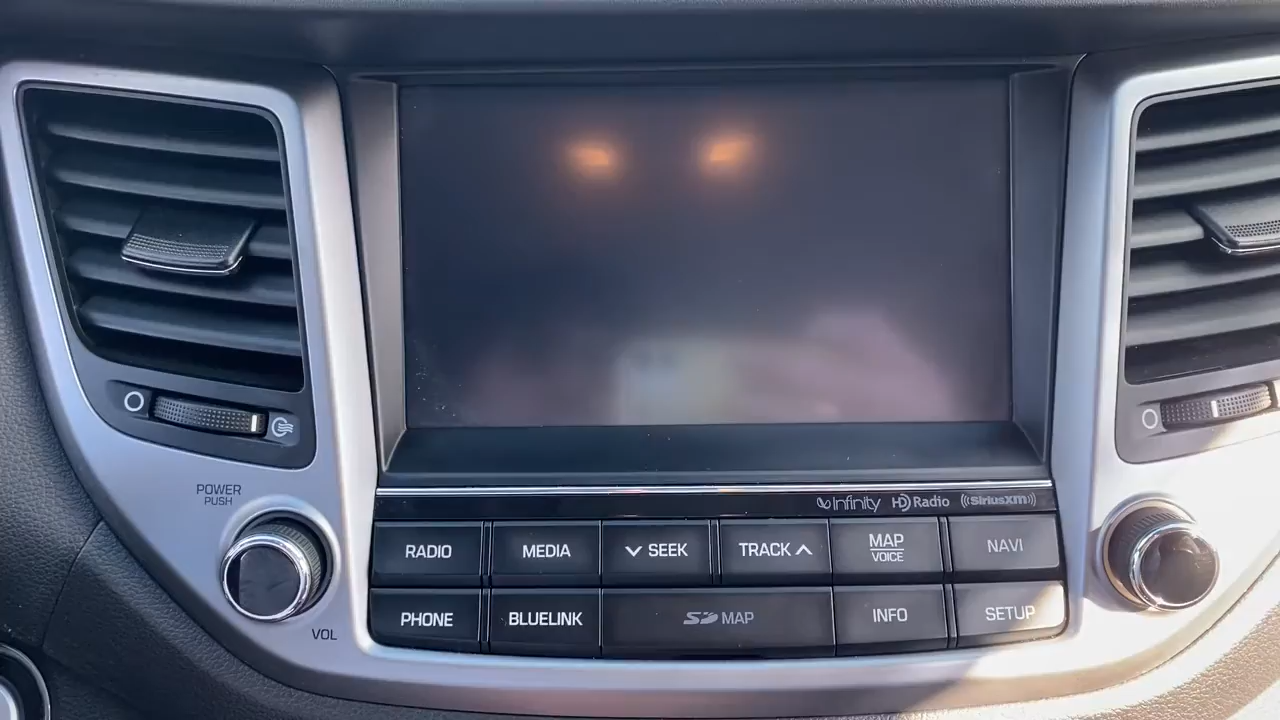 POWER
PUSH
VOL
Infinity HD Radio ((SiriusXM))
RADIO MEDIA SEEK TRACK MAP NAVI
VOICE
PHONE BLUELINK SD MAP INFO SETUP